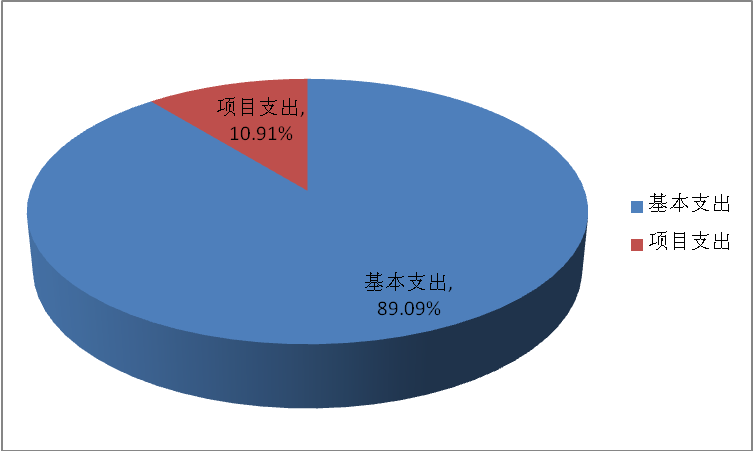 项目支出,
10.91%
基本支出
项目支出
基本支出,
89.09%